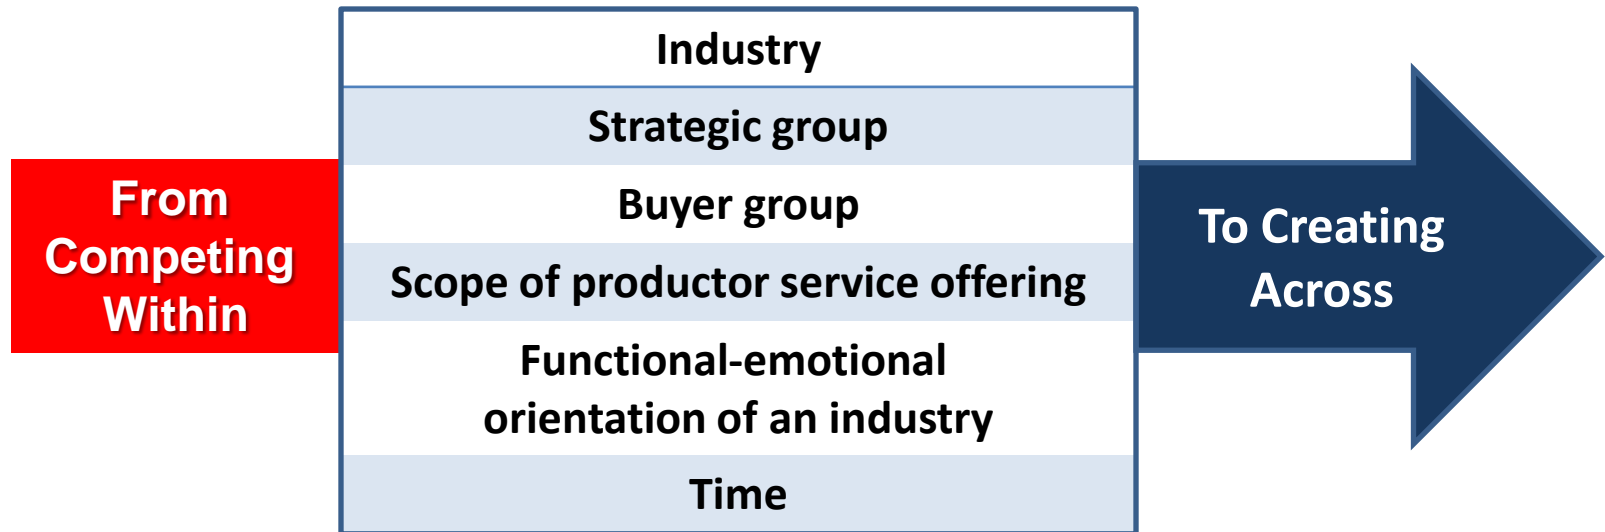 Industry
Strategic group
Buyer group
Scope of productor service offering
Functional-emotional
orientation of an industry
Time
From
Competing
Within
To Creating
Across